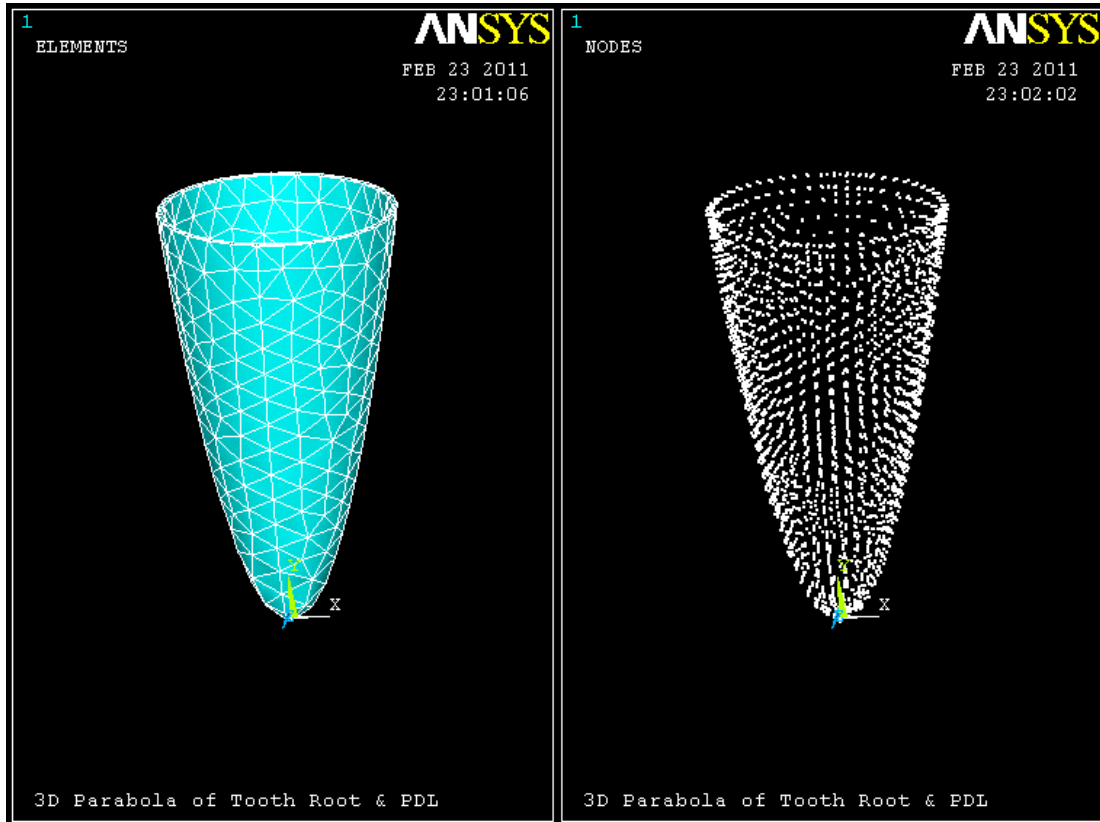 1
ANSYS
ELEMENTS
FEB 23 2011
23:01:06
Y
X
3D Parabola of Tooth Root & PDL
1
ANSYS
NODES
FEB 23 2011
23:02:02
Y
X
3D Parabola of Tooth Root & PDL